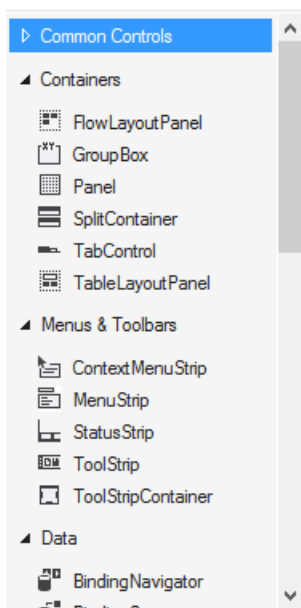 Common Controls
Containers
FlowLayoutPanel
GroupBox
Panel
SplitContainer
TabControl
TableLayoutPanel
Menus & Toolbars
ContextMenuStrip
MenuStrip
StatusStrip
ToolStrip
ToolStripContainer
Data
BindingNavigator